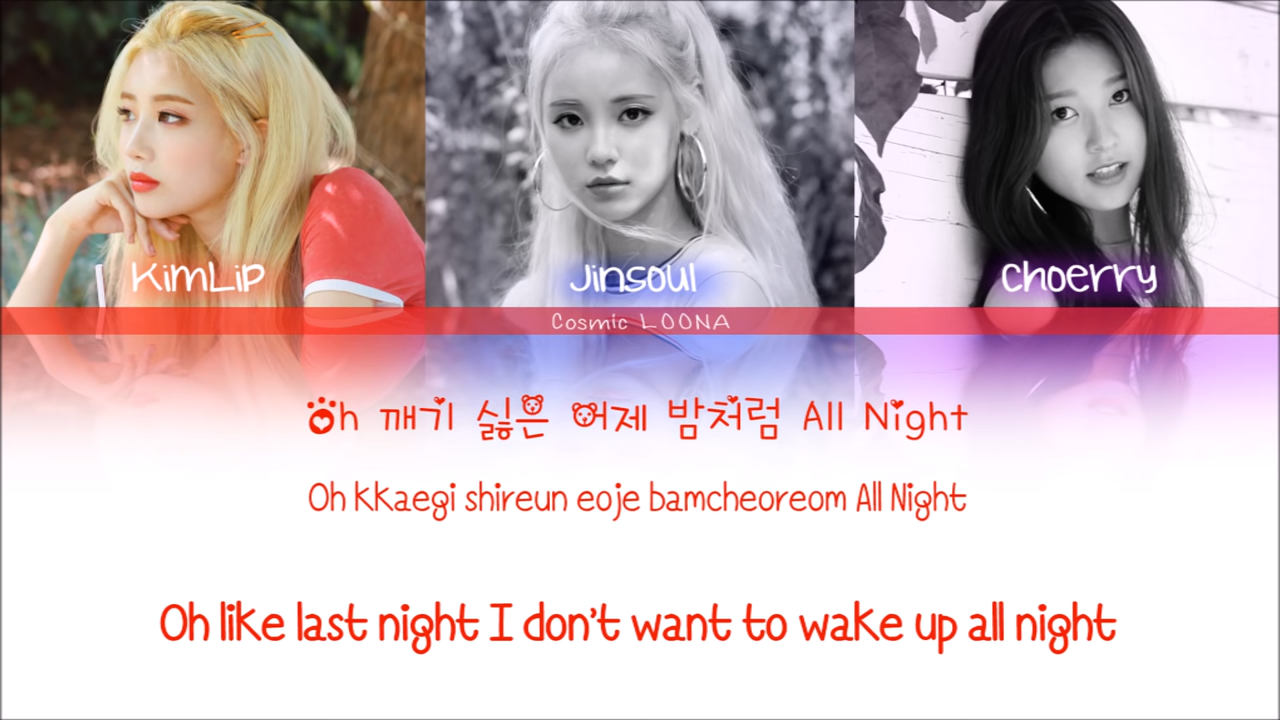 KimLip
Jinsoul
Choerry
Cosmic LOONA
Oh 깨기 싫은 어제 밤처럼 All Night
Oh kkaegi shireun eoje bamcheoreom All Night
Oh like last night I don't want to wake up all night